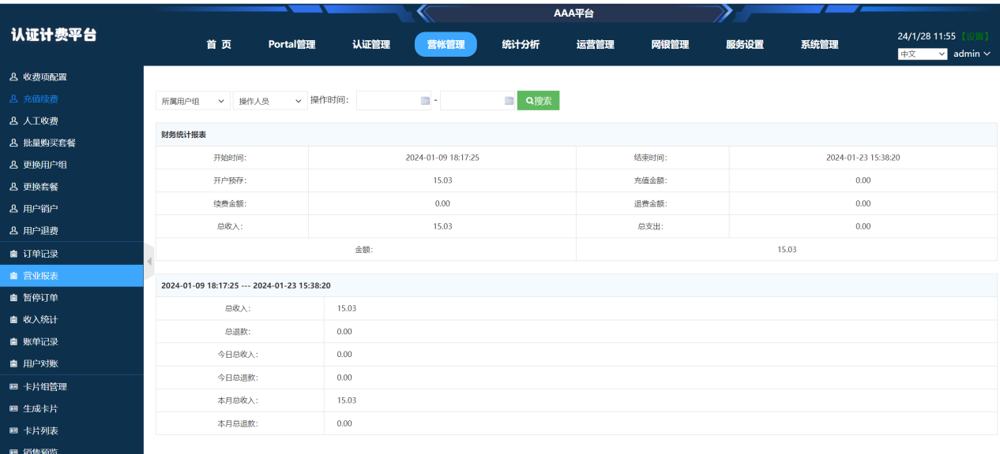 AAA平台
认证计费平台
首 页 Portal管理 认证管理 营帐管理 统计分析 运营管理 网银管理 服务设置 系统管理
24/1/28 11:55 【设置】
中文 admin
收费项配置
充值续费
人工收费
批量购买套餐
更换用户组
更换套餐
用户销户
用户退费
订单记录
营业报表
暂停订单
收入统计
账单记录
用户对账
卡片组管理
生成卡片
卡片列表
销售预览
所属用户组 操作人员 操作时间: - 搜索
财务统计报表
开始时间: 2024-01-09 18:17:25 结束时间: 2024-01-23 15:38:20
开户预存: 15.03 充值金额: 0.00
续费金额: 0.00 退费金额: 0.00
总收入: 15.03 总支出: 0.00
金额: 15.03
2024-01-09 18:17:25 --- 2024-01-23 15:38:20
总收入: 15.03
总退款: 0.00
今日总收入: 0.00
今日总退款: 0.00
本月总收入: 15.03
本月总退款: 0.00